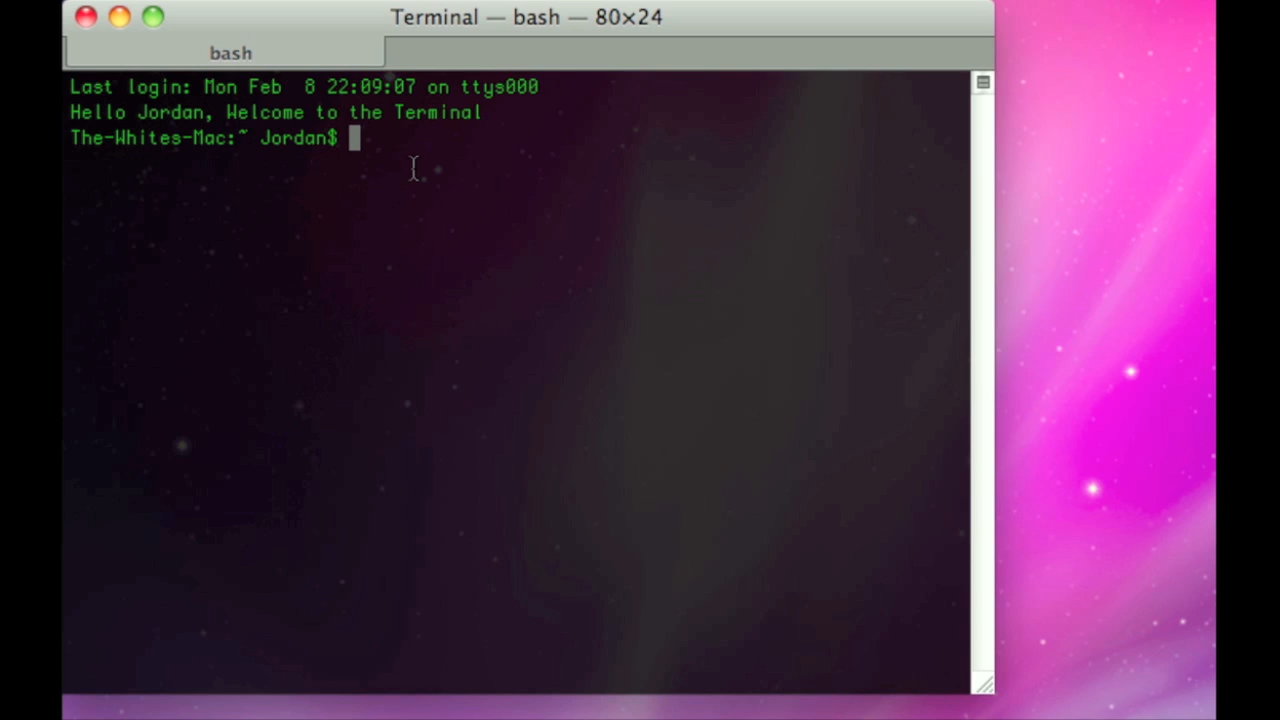 Terminal — bash — 80×24
bash
Last login: Mon Feb  8 22:09:07 on ttys000
Hello Jordan, Welcome to the Terminal
The-Whites-Mac:~ Jordan$